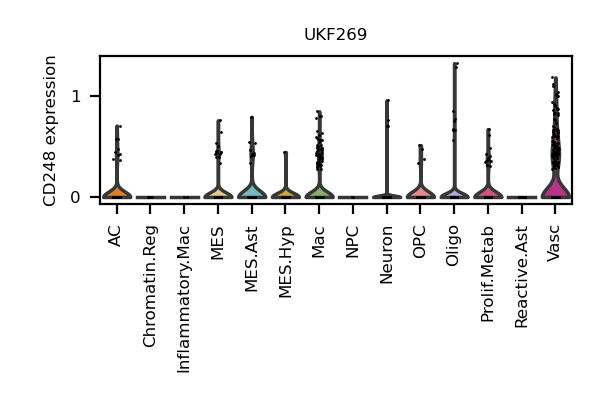 UKF269
CD248 expression
1
0
AC
Chromatin.Reg
Inflammatory.Mac
MES
MES.Ast
MES.Hyp
Mac
NPC
Neuron
OPC
Oligo
Prolif.Metab
Reactive.Ast
Vasc